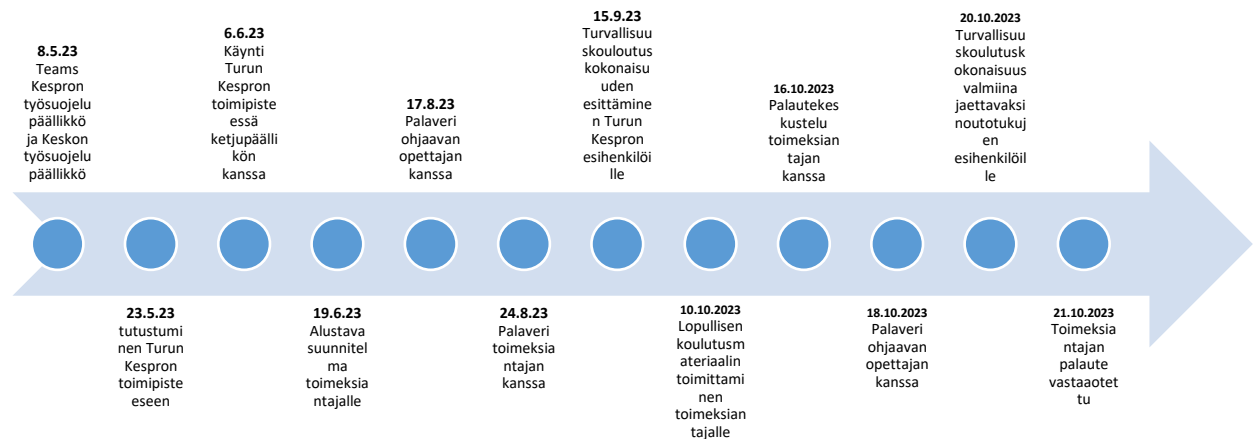 8.5.23
Teams
Kespron
työsuojelu
päällikkö
ja Keskon
työsuojelu
päällikkö
23.5.23
tutustumi
nen Turun
Kespron
toimipiste
eseen
6.6.23
Käynti
Turun
Kespron
toimipiste
essä
ketjupäälli
kön
kanssa
19.6.23
Alustava
suunnitel
ma
toimeksia
ntajalle
17.8.23
Palaveri
ohjaavan
opettajan
kanssa
24.8.23
Palaveri
toimeksia
ntajan
kanssa
15.9.23
Turvallisuu
skouloutus
kokonaisu
uden
esittämine
n Turun
Kespron
esihenkilöi
lle
10.10.2023
Lopullisen
koulutusm
ateriaalin
toimittami
nen
toimeksian
tajalle
16.10.2023
Palautekes
kustelu
toimeksian
tajan
kanssa
18.10.2023
Palaveri
ohjaavan
opettajan
kanssa
20.10.2023
Turvallisuu
skoulutusk
okonaisuus
valmiina
jaettavaksi
noutotukuj
en
esihenkilöil
le
21.10.2023
Toimeksia
ntajan
palaute
vastaaotet
tu